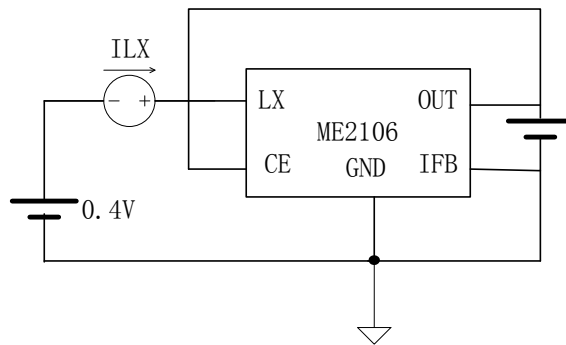 ILX
- +
LX
OUT
ME2106
CE
GND
IFB
0.4V